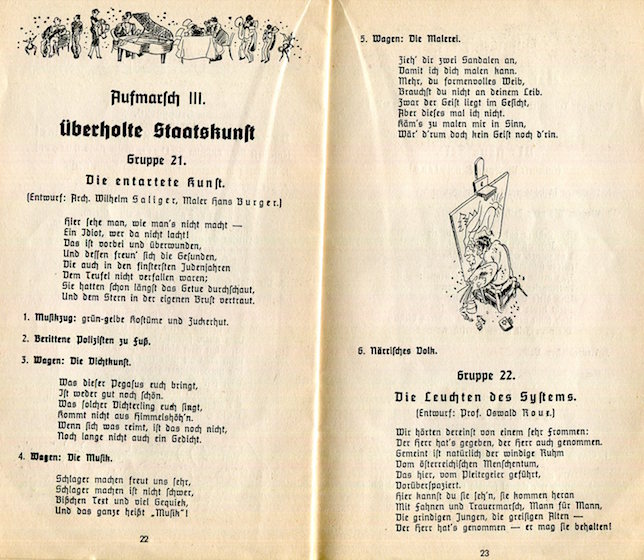 Aufmarsch III.
überholte Staatskunst
Gruppe 21.
Die entartete Kunst.
(Entwurf: Arch. Wilhelm Saliger, Maler Hans Burger.)
Hier sehe man, wie man's nicht macht —
Ein Idiot, wer da nicht lacht!
Das ist vorbei und überwunden,
Und dessen freun' sich die Gesunden,
Die auch in den finstersten Judenjahren
Dem Teufel nicht verfallen waren;
Sie hatten schon längst das Getue durchschaut,
Und dem Stern in der eigenen Brust vertraut.
1. Musikzug: grün-gelbe Kostüme und Zuckerhut.
2. Berittene Polizisten zu Fuß.
3. Wagen: Die Dichtkunst.
Was dieser Pegasus euch bringt,
Ist weder gut noch schön.
Was solcher Dichterling euch singt,
Kommt nicht aus Himmelshöh'n.
Wenn sich was reimt, ist das noch nicht,
Noch lange nicht auch ein Gedicht.
4. Wagen: Die Musik.
Schlager machen freut uns sehr,
Schlager machen ist nicht schwer,
Bißchen Text und viel Gequiek,
Und das ganze heißt „Musik"!
22
5. Wagen: Die Malerei.
Zieh' dir zwei Sandalen an,
Damit ich dich malen kann.
Mehr, du formenvolles Weib,
Brauchst du nicht an deinem Leib.
Zwar der Geist liegt im Gesicht,
Aber dieses mal ich nicht.
Käm's zu malen mir in Sinn,
Wär' d'rum doch kein Geist noch d'rin.
6. Närrisches Volk.
Gruppe 22.
Die Leuchten des Systems.
(Entwurf: Prof. Oswald Roux.)
Wir hörten dereinst von einem sehr Frommen:
Der Herr hat's gegeben, der Herr auch genommen.
Gemeint ist natürlich der windige Ruhm
Vom österreichischen Menschentum,
Das hier, vom Pleitegeier geführt,
Vorüberspaziert.
Hier kannst du sie seh'n, sie kommen heran
Mit Fahnen und Trauermarsch, Mann für Mann,
Die grindigen Jungen, die greisigen Alten —
Der Herr hat's genommen — er mag sie behalten!
23